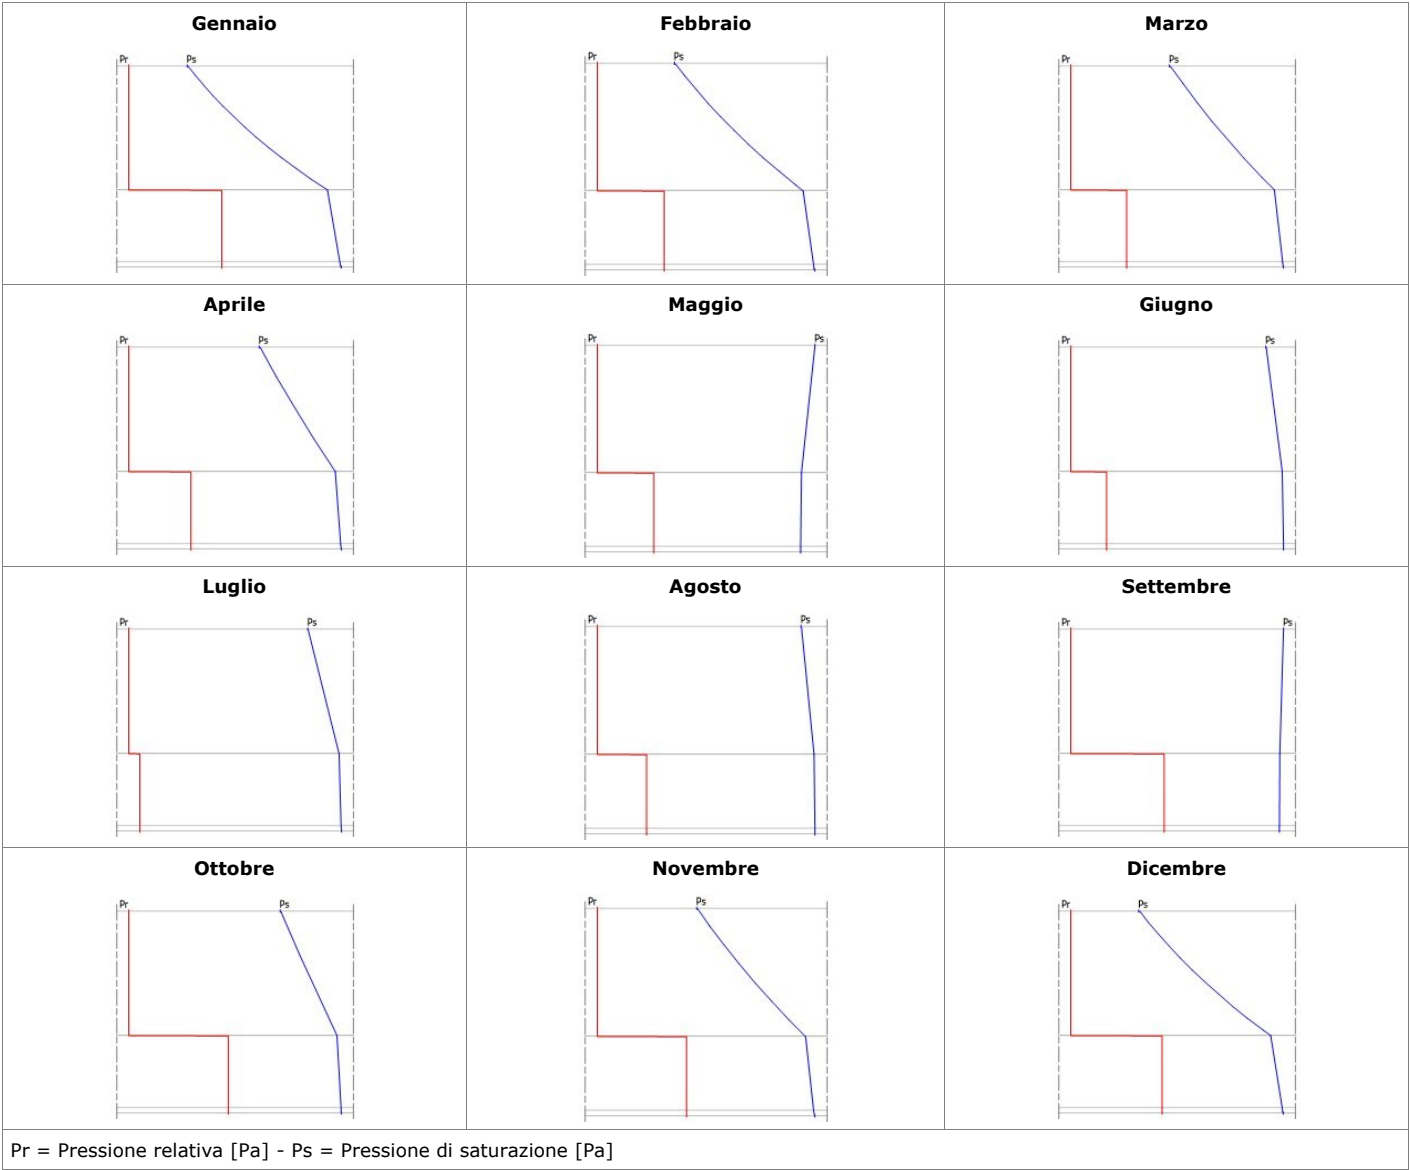 Gennaio
Febbraio
Marzo
Pr Ps
Pr Ps
Pr Ps
Aprile
Maggio
Giugno
Pr Ps
Pr Ps
Pr Ps
Luglio
Agosto
Settembre
Pr Ps
Pr Ps
Pr Ps
Ottobre
Novembre
Dicembre
Pr Ps
Pr Ps
Pr Ps
Pr = Pressione relativa [Pa] - Ps = Pressione di saturazione [Pa]